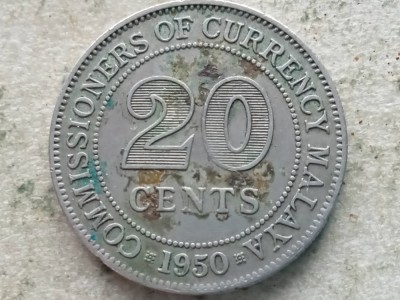 COMMISSIONERS OF CURRENCY MALAYA
20
CENTS
1950